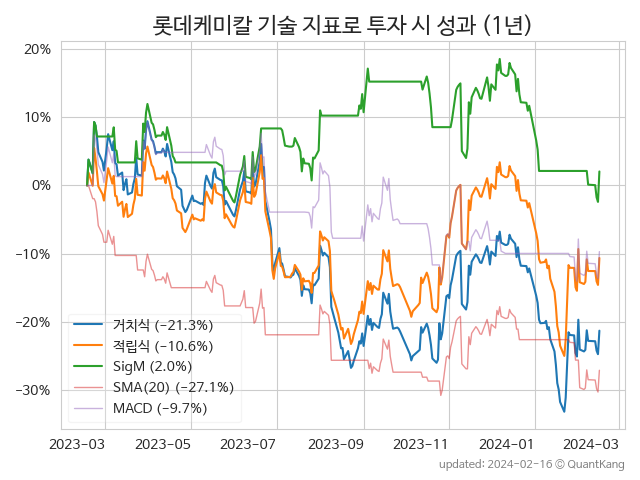 롯데케미칼 기술 지표로 투자 시 성과 (1년)
20%
10%
0%
−10%
−20%
−30%
거치식 (−21.3%)
적립식 (−10.6%)
SigM (2.0%)
SMA(20) (−27.1%)
MACD (−9.7%)
2023-03 2023-05 2023-07 2023-09 2023-11 2024-01 2024-03
updated: 2024-02-16 © QuantKang